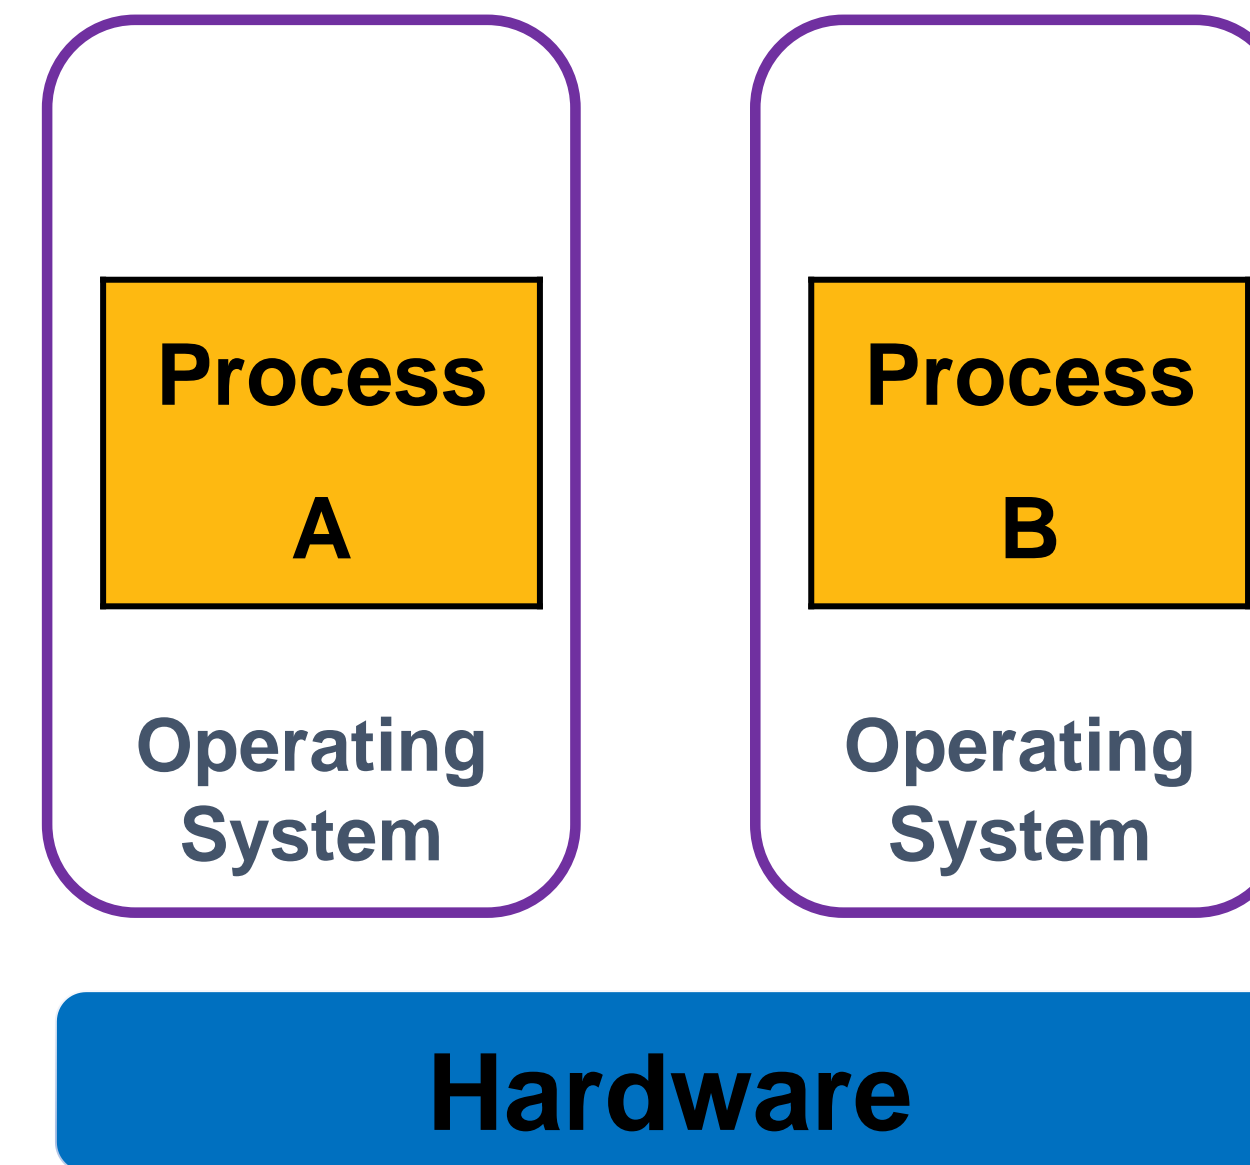 Process
A
Operating
System
Process
B
Operating
System
Hardware